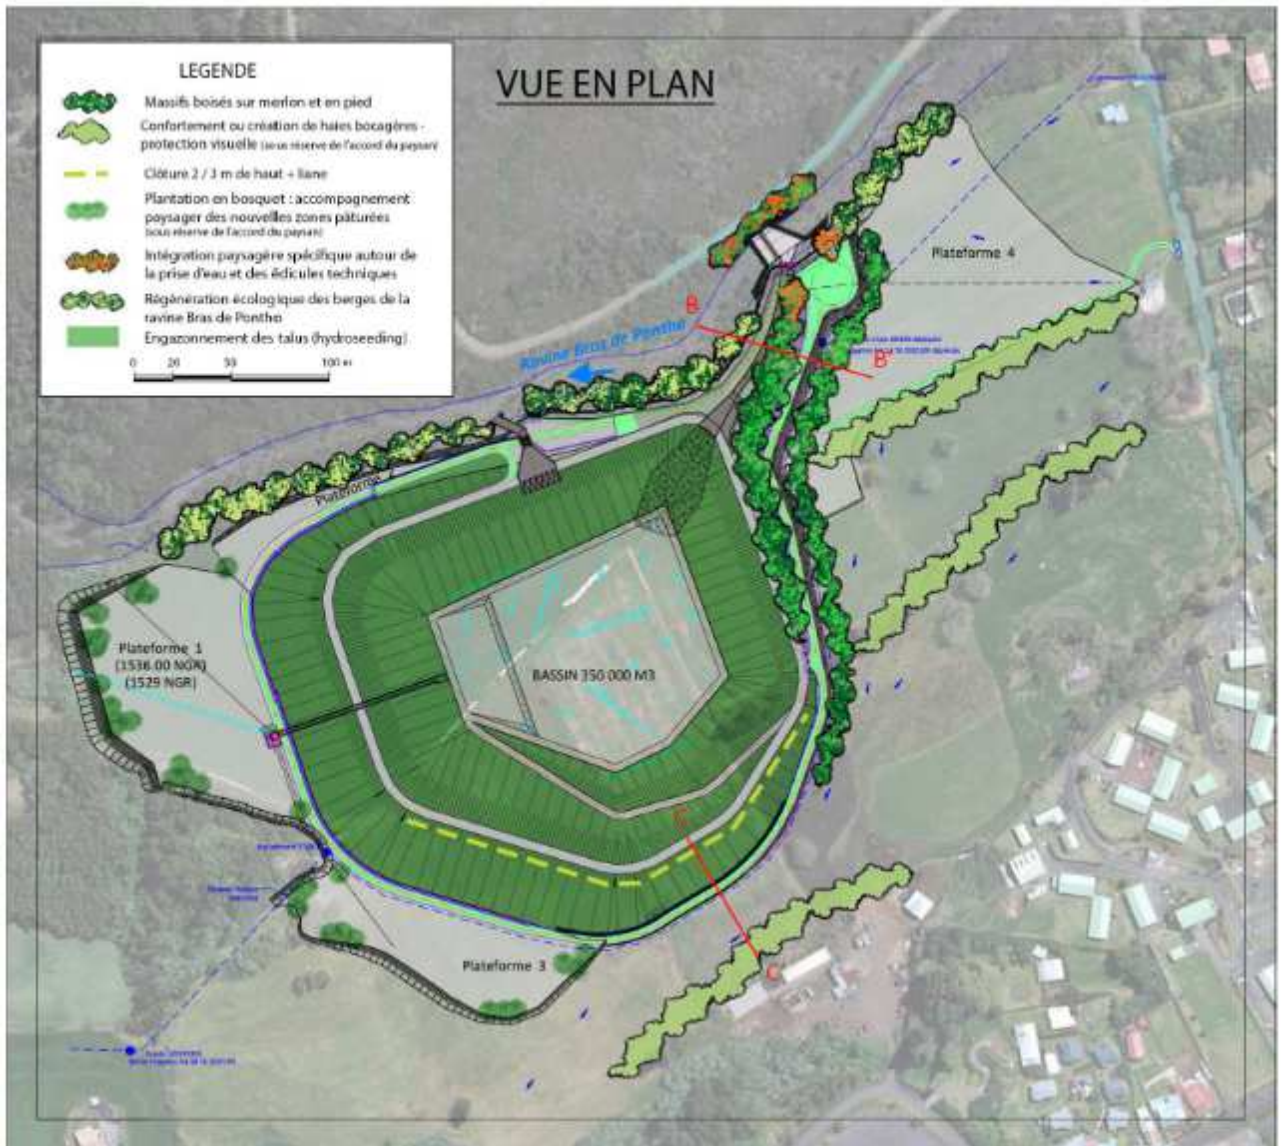 LEGENDE
Massifs boisés sur merlon et en pied
Confortement ou création de haies bocagères -
protection visuelle (sous réserve de l'accord du paysan)
Clôture 2 / 3 m de haut + liane
Plantation en bosquet : accompagnement
paysager des nouvelles zones pâturées
(sous réserve de l'accord du paysan)
Intégration paysagère spécifique autour de
la prise d'eau et des édicules techniques
Régénération écologique des berges de la
ravine Bras de Pontho
Engazonnement des talus (hydroseeding)
0 20 50 100 m
VUE EN PLAN
Plateforme 4
B
B'
Ravine Bras de Pontho
Plateforme
Plateforme 1
(1536.00 NGR)
(1529 NGR)
BASSIN 350 000 M3
C
Plateforme 3